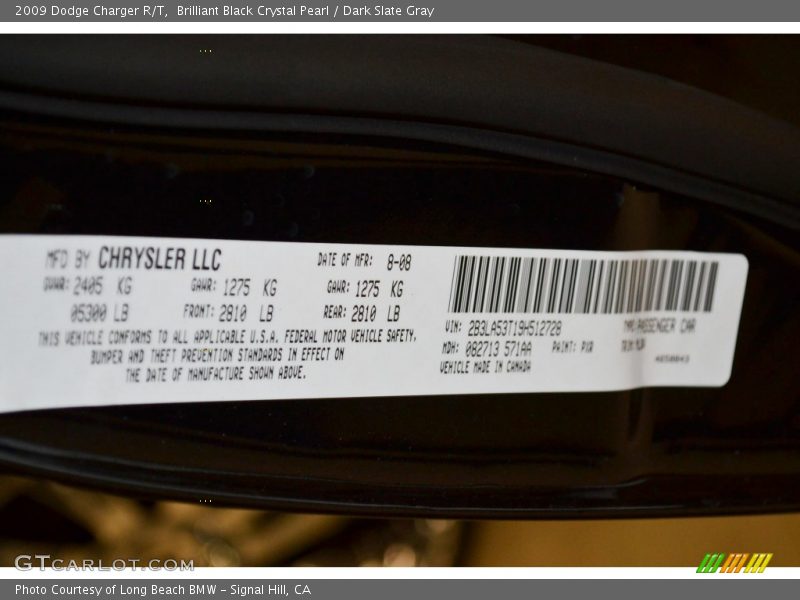 2009 Dodge Charger R/T,  Brilliant Black Crystal Pearl / Dark Slate Gray
MFD BY CHRYSLER LLC
DATE OF MFR: 8-08
GVWR: 2405 KG GAWR: 1275 KG GAWR: 1275 KG
05300 LB FRONT: 2810 LB REAR: 2810 LB
THIS VEHICLE CONFORMS TO ALL APPLICABLE U.S.A. FEDERAL MOTOR VEHICLE SAFETY,
BUMPER AND THEFT PREVENTION STANDARDS IN EFFECT ON
THE DATE OF MANUFACTURE SHOWN ABOVE.
VIN: 2B3LA53T19H512728 PASSENGER CAR
MDH: 082713 571AA PAINT: PXR TRIM:
VEHICLE MADE IN CANADA
GTCARLOT.COM
Photo Courtesy of Long Beach BMW - Signal Hill, CA